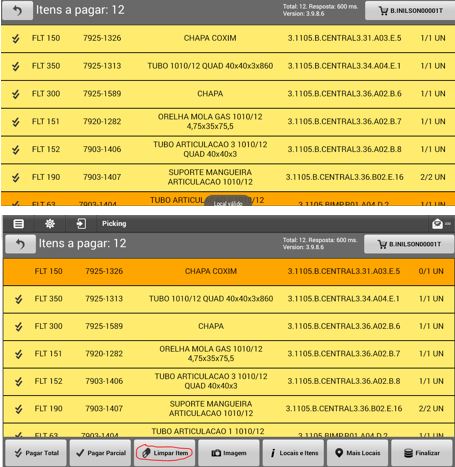 Itens a pagar: 12
Total: 12. Resposta: 600 ms.
Version: 3.9.8.6
B.INILSON00001T
FLT 150 7925-1326 CHAPA COXIM 3.1105.B.CENTRAL3.31.A03.E.5 1/1 UN
FLT 350 7925-1313 TUBO 1010/12 QUAD 40x40x3x860 3.1105.B.CENTRAL3.34.A04.E.1 1/1 UN
FLT 300 7925-1589 CHAPA 3.1105.B.CENTRAL3.36.A02.B.6 1/1 UN
FLT 151 7920-1282 ORELHA MOLA GAS 1010/12
4,75x35x75,5 3.1105.B.CENTRAL3.36.A02.B.7 1/1 UN
FLT 152 7903-1406 TUBO ARTICULACAO 3 1010/12
QUAD 40x40x3 3.1105.B.CENTRAL3.36.A02.B.8 1/1 UN
FLT 190 7903-1407 SUPORTE MANGUEIRA
ARTICULACAO 1010/12 3.1105.B.CENTRAL3.36.B02.E.16 2/2 UN
FLT 63 7903-1404 TUBO ARTICUL /12
Local válido
Picking
Itens a pagar: 12
Total: 12. Resposta: 600 ms.
Version: 3.9.8.6
B.INILSON00001T
FLT 150 7925-1326 CHAPA COXIM 3.1105.B.CENTRAL3.31.A03.E.5 0/1 UN
FLT 350 7925-1313 TUBO 1010/12 QUAD 40x40x3x860 3.1105.B.CENTRAL3.34.A04.E.1 1/1 UN
FLT 300 7925-1589 CHAPA 3.1105.B.CENTRAL3.36.A02.B.6 1/1 UN
FLT 151 7920-1282 ORELHA MOLA GAS 1010/12
4,75x35x75,5 3.1105.B.CENTRAL3.36.A02.B.7 1/1 UN
FLT 152 7903-1406 TUBO ARTICULACAO 3 1010/12
QUAD 40x40x3 3.1105.B.CENTRAL3.36.A02.B.8 1/1 UN
FLT 190 7903-1407 SUPORTE MANGUEIRA
ARTICULACAO 1010/12 3.1105.B.CENTRAL3.36.B02.E.16 2/2 UN
FLT 63 7903-1404 TUBO ARTICULACAO 1 1010/12
Pagar Total Pagar Parcial Limpar Item Imagem Locais e Itens Mais Locais Finalizar